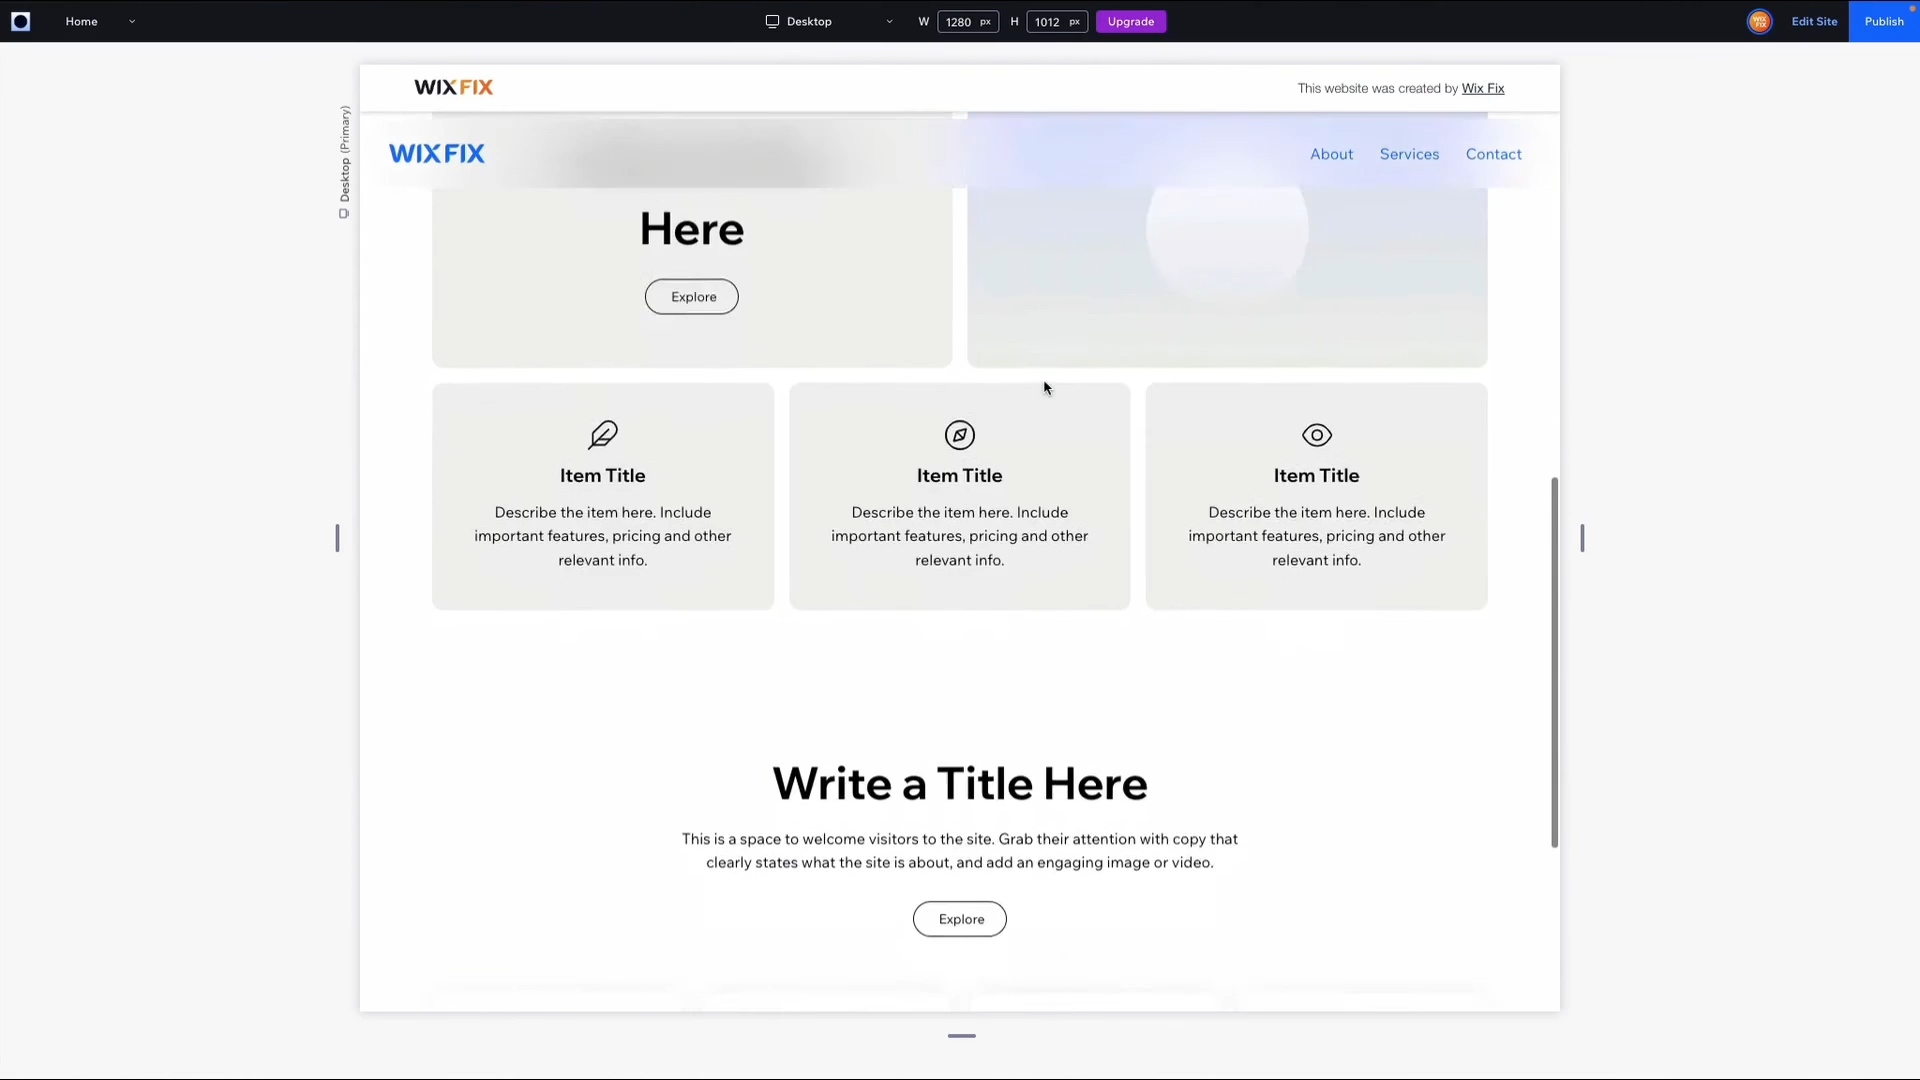 Home
Desktop
W 1280 px H 1012 px
Upgrade
Edit Site
Publish
WIX FIX
This website was created by Wix Fix
Desktop (Primary)
WIX FIX
About Services Contact
Here
Explore
Item Title
Describe the item here. Include
important features, pricing and other
relevant info.
Item Title
Describe the item here. Include
important features, pricing and other
relevant info.
Item Title
Describe the item here. Include
important features, pricing and other
relevant info.
Write a Title Here
This is a space to welcome visitors to the site. Grab their attention with copy that
clearly states what the site is about, and add an engaging image or video.
Explore